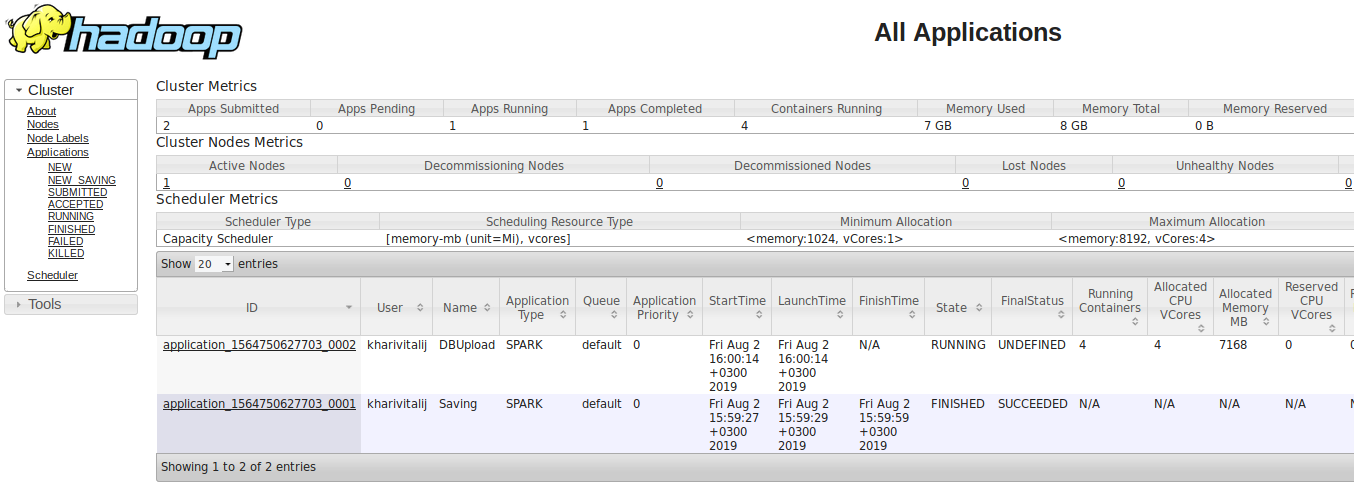 hadoop
All Applications
Cluster
About
Nodes
Node Labels
Applications
NEW
NEW_SAVING
SUBMITTED
ACCEPTED
RUNNING
FINISHED
FAILED
KILLED
Scheduler
Tools
Cluster Metrics
Apps Submitted Apps Pending Apps Running Apps Completed Containers Running Memory Used Memory Total Memory Reserved
2 0 1 1 4 7 GB 8 GB 0 B
Cluster Nodes Metrics
Active Nodes Decommissioning Nodes Decommissioned Nodes Lost Nodes Unhealthy Nodes
1 0 0 0 0 0
Scheduler Metrics
Scheduler Type Scheduling Resource Type Minimum Allocation Maximum Allocation
Capacity Scheduler [memory-mb (unit=Mi), vcores] <memory:1024, vCores:1> <memory:8192, vCores:4>
Show 20 entries
ID User Name Application Type Queue Application Priority StartTime LaunchTime FinishTime State FinalStatus Running Containers Allocated CPU VCores Allocated Memory MB Reserved CPU VCores
application_1564750627703_0002 kharivitalij DBUpload SPARK default 0 Fri Aug 2 Fri Aug 2 N/A RUNNING UNDEFINED 4 4 7168 0
16:00:14 16:00:14
+0300 +0300
2019 2019
application_1564750627703_0001 kharivitalij Saving SPARK default 0 Fri Aug 2 Fri Aug 2 Fri Aug 2 FINISHED SUCCEEDED N/A N/A N/A N/A
15:59:27 15:59:29 15:59:59
+0300 +0300 +0300
2019 2019 2019
Showing 1 to 2 of 2 entries